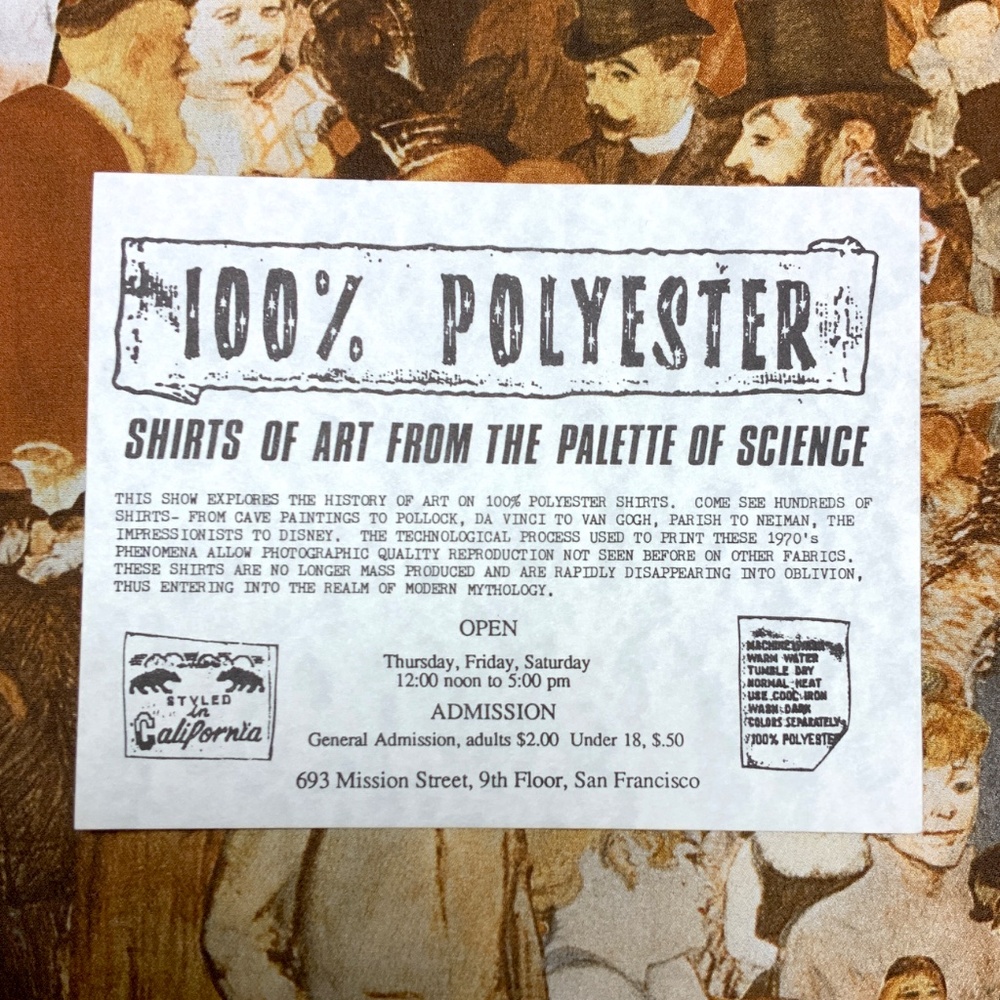 100% POLYESTER
SHIRTS OF ART FROM THE PALETTE OF SCIENCE
THIS SHOW EXPLORES THE HISTORY OF ART ON 100% POLYESTER SHIRTS. COME SEE HUNDREDS OF
SHIRTS- FROM CAVE PAINTINGS TO POLLOCK, DA VINCI TO VAN GOGH, PARISH TO NEIMAN, THE
IMPRESSIONISTS TO DISNEY. THE TECHNOLOGICAL PROCESS USED TO PRINT THESE 1970's
PHENOMENA ALLOW PHOTOGRAPHIC QUALITY REPRODUCTION NOT SEEN BEFORE ON OTHER FABRICS.
THESE SHIRTS ARE NO LONGER MASS PRODUCED AND ARE RAPIDLY DISAPPEARING INTO OBLIVION,
THUS ENTERING INTO THE REALM OF MODERN MYTHOLOGY.
OPEN
Thursday, Friday, Saturday
12:00 noon to 5:00 pm
ADMISSION
General Admission, adults $2.00 Under 18, $.50
693 Mission Street, 9th Floor, San Francisco
STYLED
in
California
MACHINE WASH
WARM WATER
TUMBLE DRY
NORMAL HEAT
USE COOL IRON
WASH DARK
COLORS SEPARATELY
100% POLYESTE